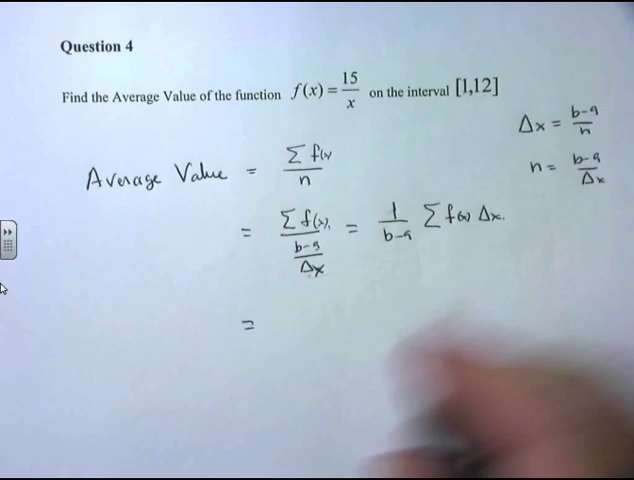 Question 4
Find the Average Value of the function f(x) = 15/x on the interval [1,12]
Δx = b-a/n
Average Value = Σ f(x)/n
n = b-a/Δx
= Σ f(x)/(b-a/Δx) = 1/b-a Σ f(x) Δx.
=